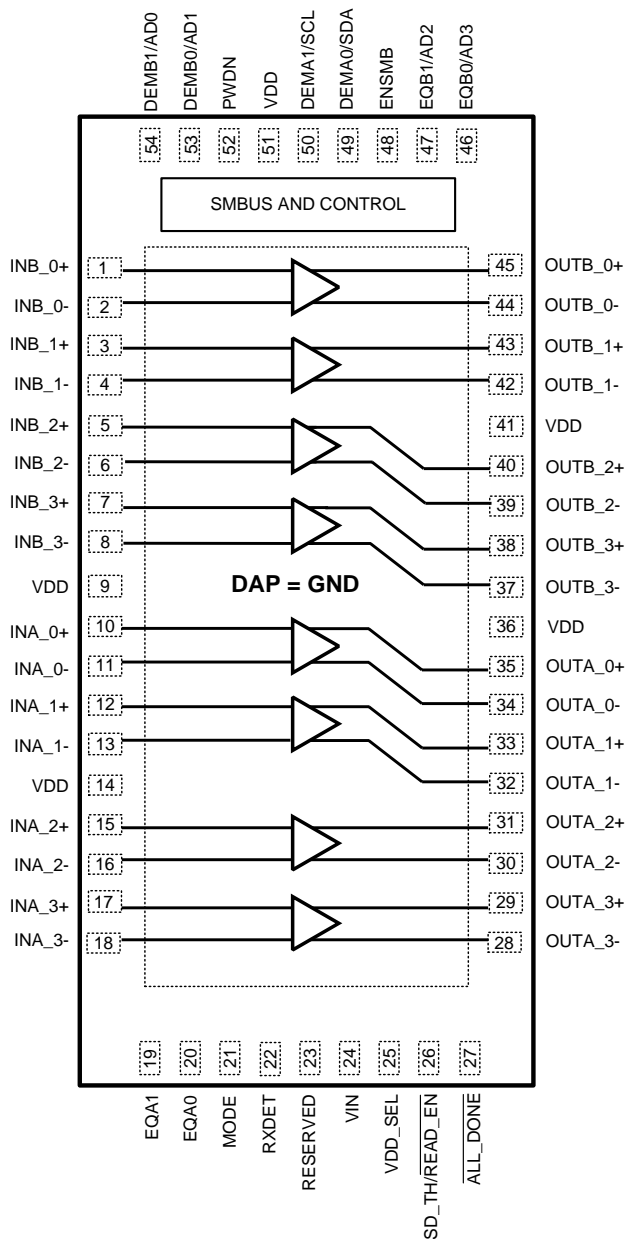 DEMB1/AD0
DEMB0/AD1
PWDN
VDD
DEMA1/SCL
DEMA0/SDA
ENSMB
EQB1/AD2
EQB0/AD3
54
53
52
51
50
49
48
47
46
SMBUS AND CONTROL
INB_0+ 1 45 OUTB_0+
INB_0- 2 44 OUTB_0-
INB_1+ 3 43 OUTB_1+
INB_1- 4 42 OUTB_1-
INB_2+ 5 41 VDD
INB_2- 6 40 OUTB_2+
INB_3+ 7 39 OUTB_2-
INB_3- 8 38 OUTB_3+
VDD 9 DAP = GND 37 OUTB_3-
INA_0+ 10 36 VDD
INA_0- 11 35 OUTA_0+
INA_1+ 12 34 OUTA_0-
INA_1- 13 33 OUTA_1+
VDD 14 32 OUTA_1-
INA_2+ 15 31 OUTA_2+
INA_2- 16 30 OUTA_2-
INA_3+ 17 29 OUTA_3+
INA_3- 18 28 OUTA_3-
19
20
21
22
23
24
25
26
27
EQA1
EQA0
MODE
RXDET
RESERVED
VIN
VDD_SEL
SD_TH/READ_EN
ALL_DONE